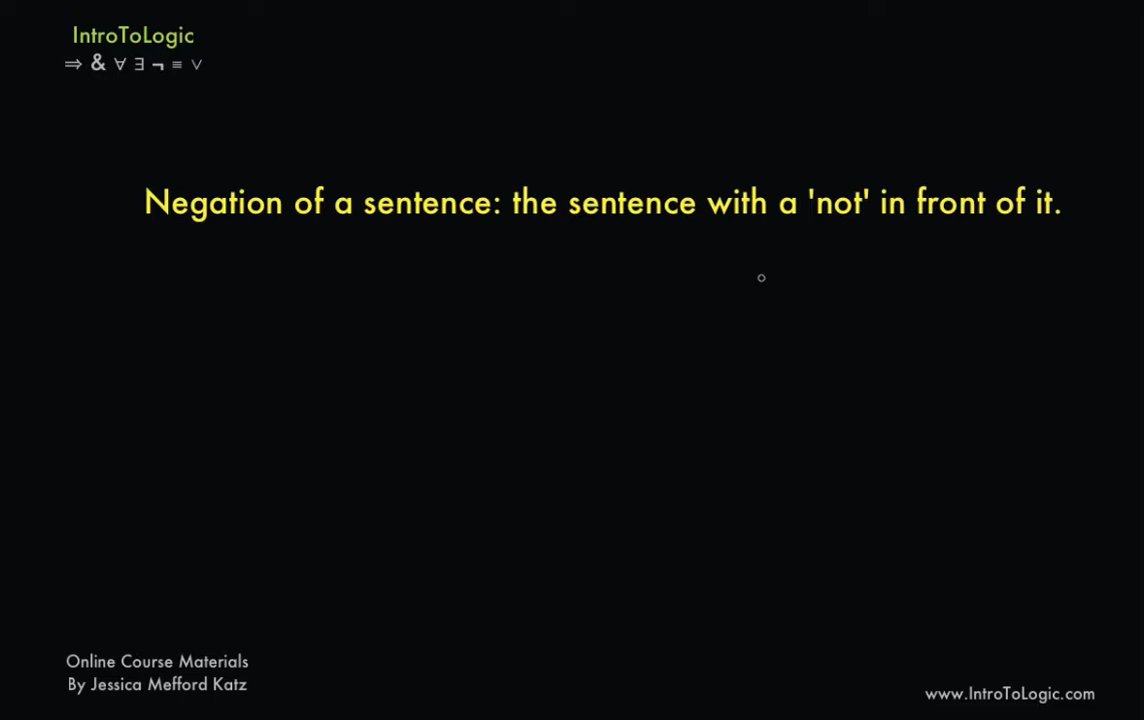 IntroToLogic
⇒ & ∀ ∃ ¬ ≡ ∨
Negation of a sentence: the sentence with a 'not' in front of it.
Online Course Materials
By Jessica Mefford Katz
www.IntroToLogic.com